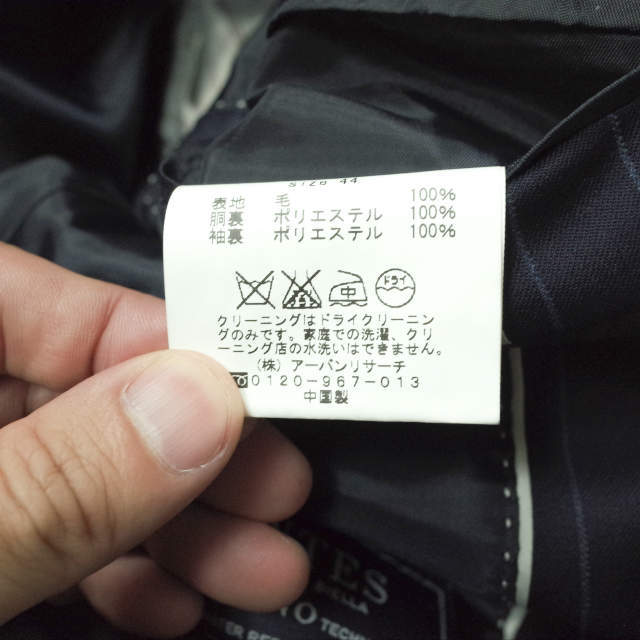 S126 44
表地 毛 100%
胴裏 ポリエステル 100%
袖裏 ポリエステル 100%
中 ドライ
クリーニングはドライクリーニン
グのみです。家庭での洗濯、クリ
ーニング店の水洗いはできません。
(株) アーバンリサーチ
☎0120-967-013
中国製